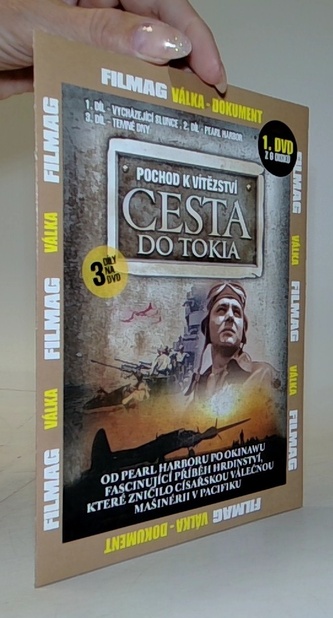 FILMAG VÁLKA - DOKUMENT
1. DÍL - VYCHÁZEJÍCÍ SLUNCE 2. DÍL - PEARL HARBOR
3. DÍL - TEMNÉ DNY
1. DVD
POCHOD K VÍTĚZSTVÍ
CESTA
DO TOKIA
3 DÍLY
NA
DVD
OD PEARL HARBORU PO OKINAWU
FASCINUJÍCÍ PŘÍBĚH HRDINSTVÍ,
KTERÉ ZNIČILO CÍSAŘSKOU VÁLEČNOU
MAŠINÉRII V PACIFIKU
FILMAG VÁLKA - DOKUMENT
FILMAG VÁLKA FILMAG VÁLKA FILMAG
FILMAG VÁLKA FILMAG VÁLKA FILMAG